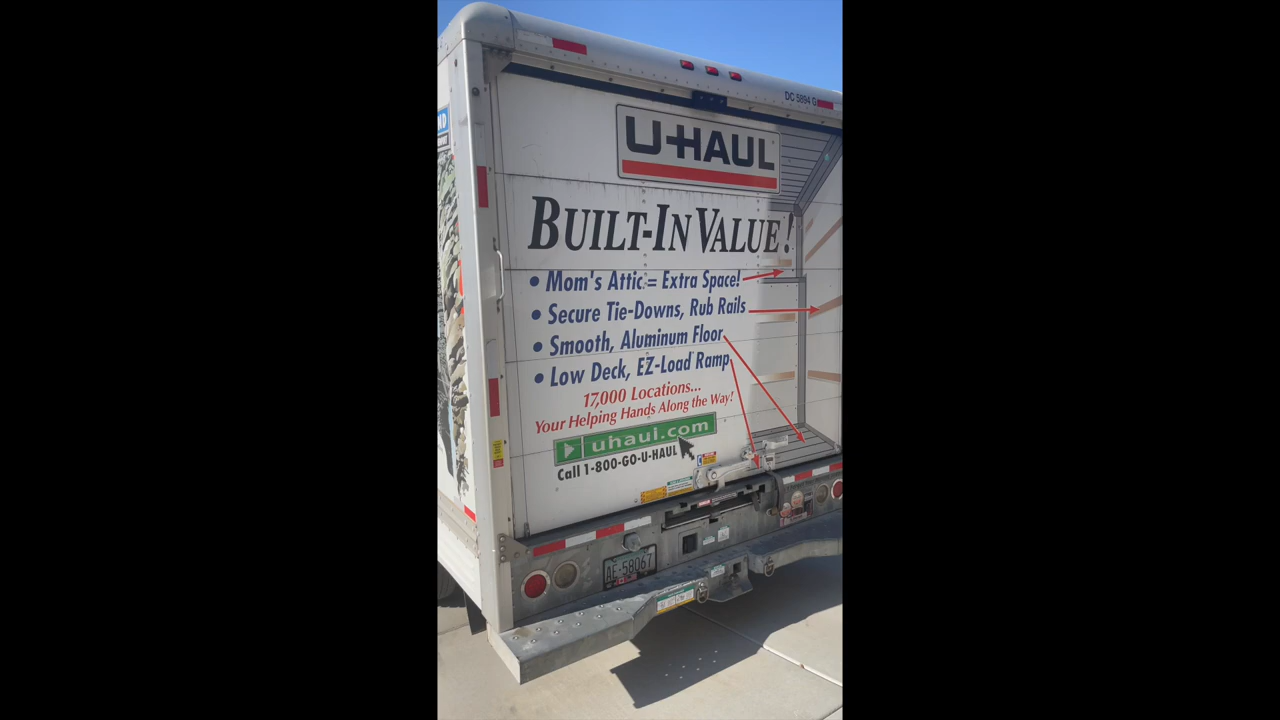 DC 5894 G
U-HAUL
BUILT-IN VALUE!
• Mom's Attic = Extra Space!
• Secure Tie-Downs, Rub Rails
• Smooth, Aluminum Floor
• Low Deck, EZ-Load Ramp
17,000 Locations...
Your Helping Hands Along the Way!
uhaul.com
Call 1-800-GO-U-HAUL
AE-58067